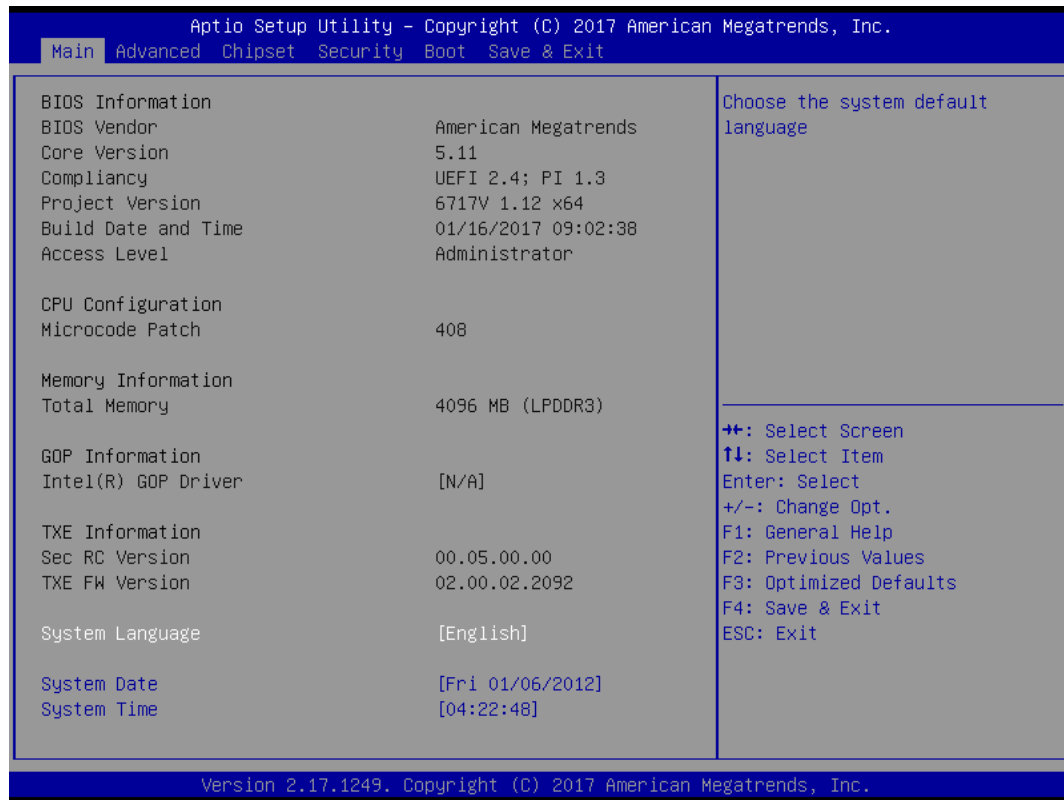 Aptio Setup Utility – Copyright (C) 2017 American Megatrends, Inc.
Main Advanced Chipset Security Boot Save & Exit
BIOS Information
BIOS Vendor American Megatrends
Core Version 5.11
Compliancy UEFI 2.4; PI 1.3
Project Version 6717V 1.12 x64
Build Date and Time 01/16/2017 09:02:38
Access Level Administrator
CPU Configuration
Microcode Patch 408
Memory Information
Total Memory 4096 MB (LPDDR3)
GOP Information
Intel(R) GOP Driver [N/A]
TXE Information
Sec RC Version 00.05.00.00
TXE FW Version 02.00.02.2092
System Language [English]
System Date [Fri 01/06/2012]
System Time [04:22:48]
Choose the system default
language
→←: Select Screen
↑↓: Select Item
Enter: Select
+/-: Change Opt.
F1: General Help
F2: Previous Values
F3: Optimized Defaults
F4: Save & Exit
ESC: Exit
Version 2.17.1249. Copyright (C) 2017 American Megatrends, Inc.